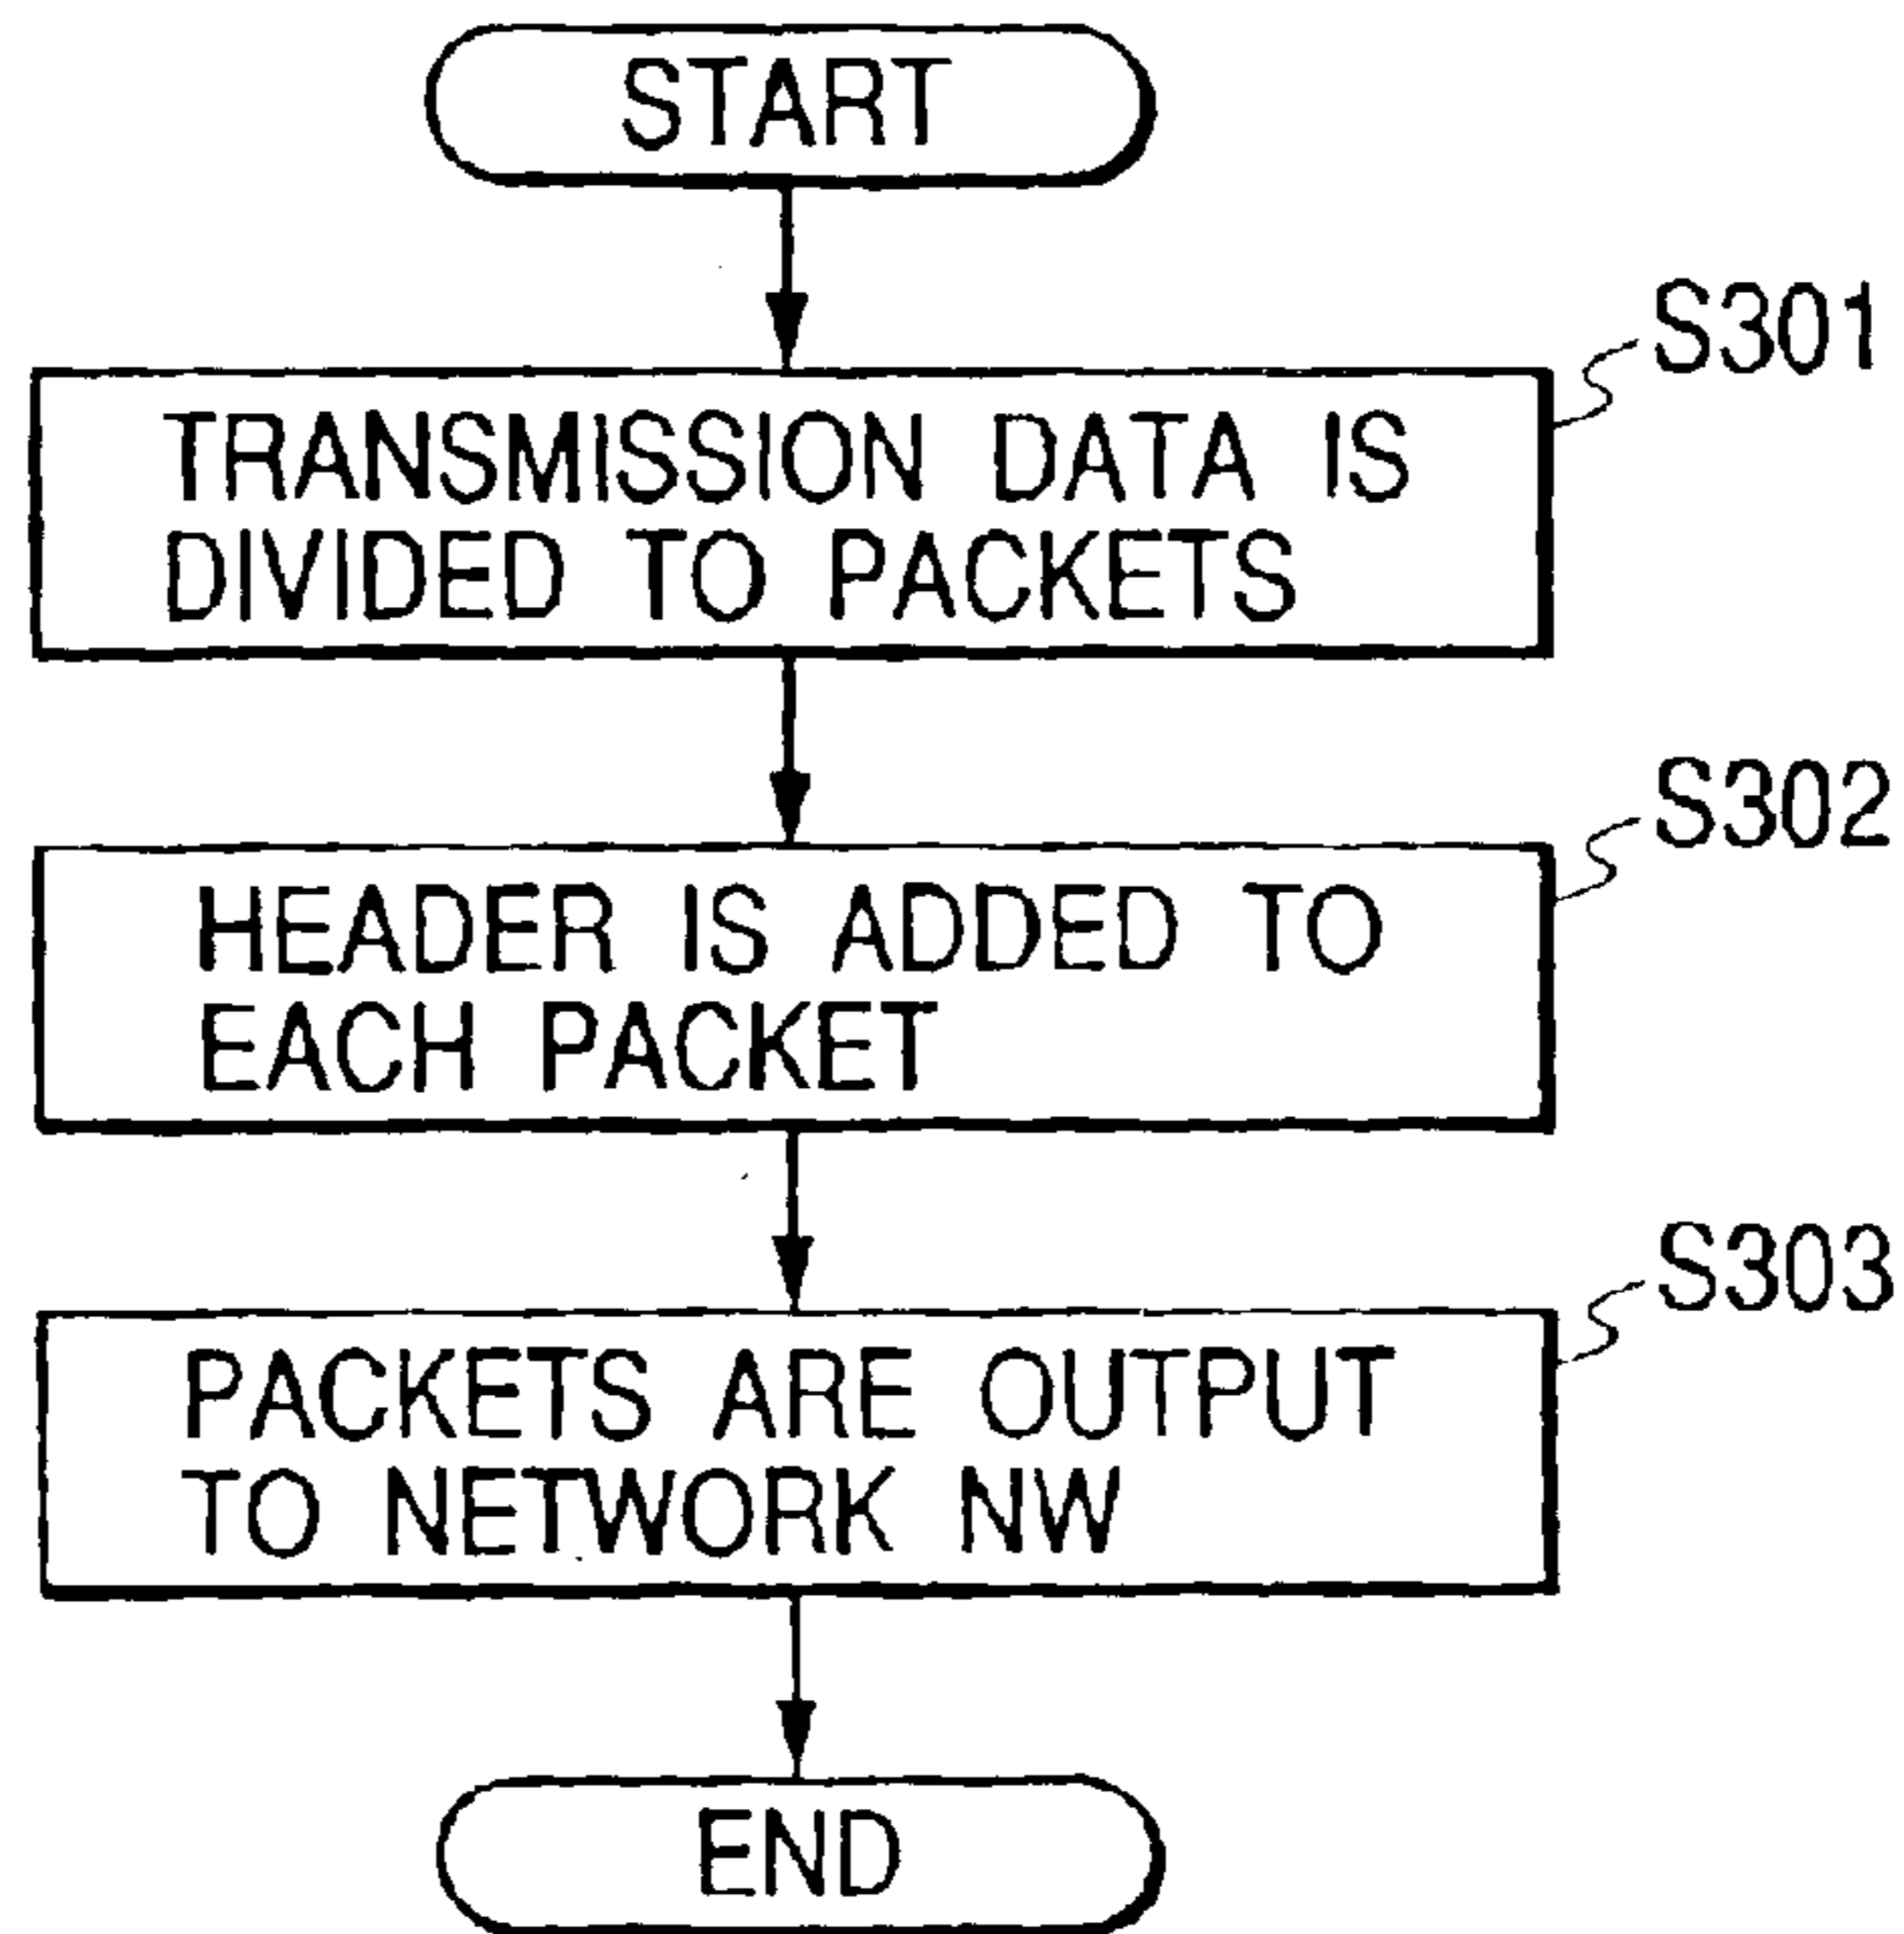 START
S301
TRANSMISSION DATA IS
DIVIDED TO PACKETS
S302
HEADER IS ADDED TO
EACH PACKET
S303
PACKETS ARE OUTPUT
TO NETWORK NW
END